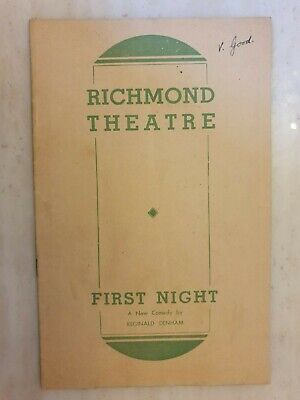 V. Good.
RICHMOND
THEATRE
FIRST NIGHT
A New Comedy by
REGINALD DENHAM